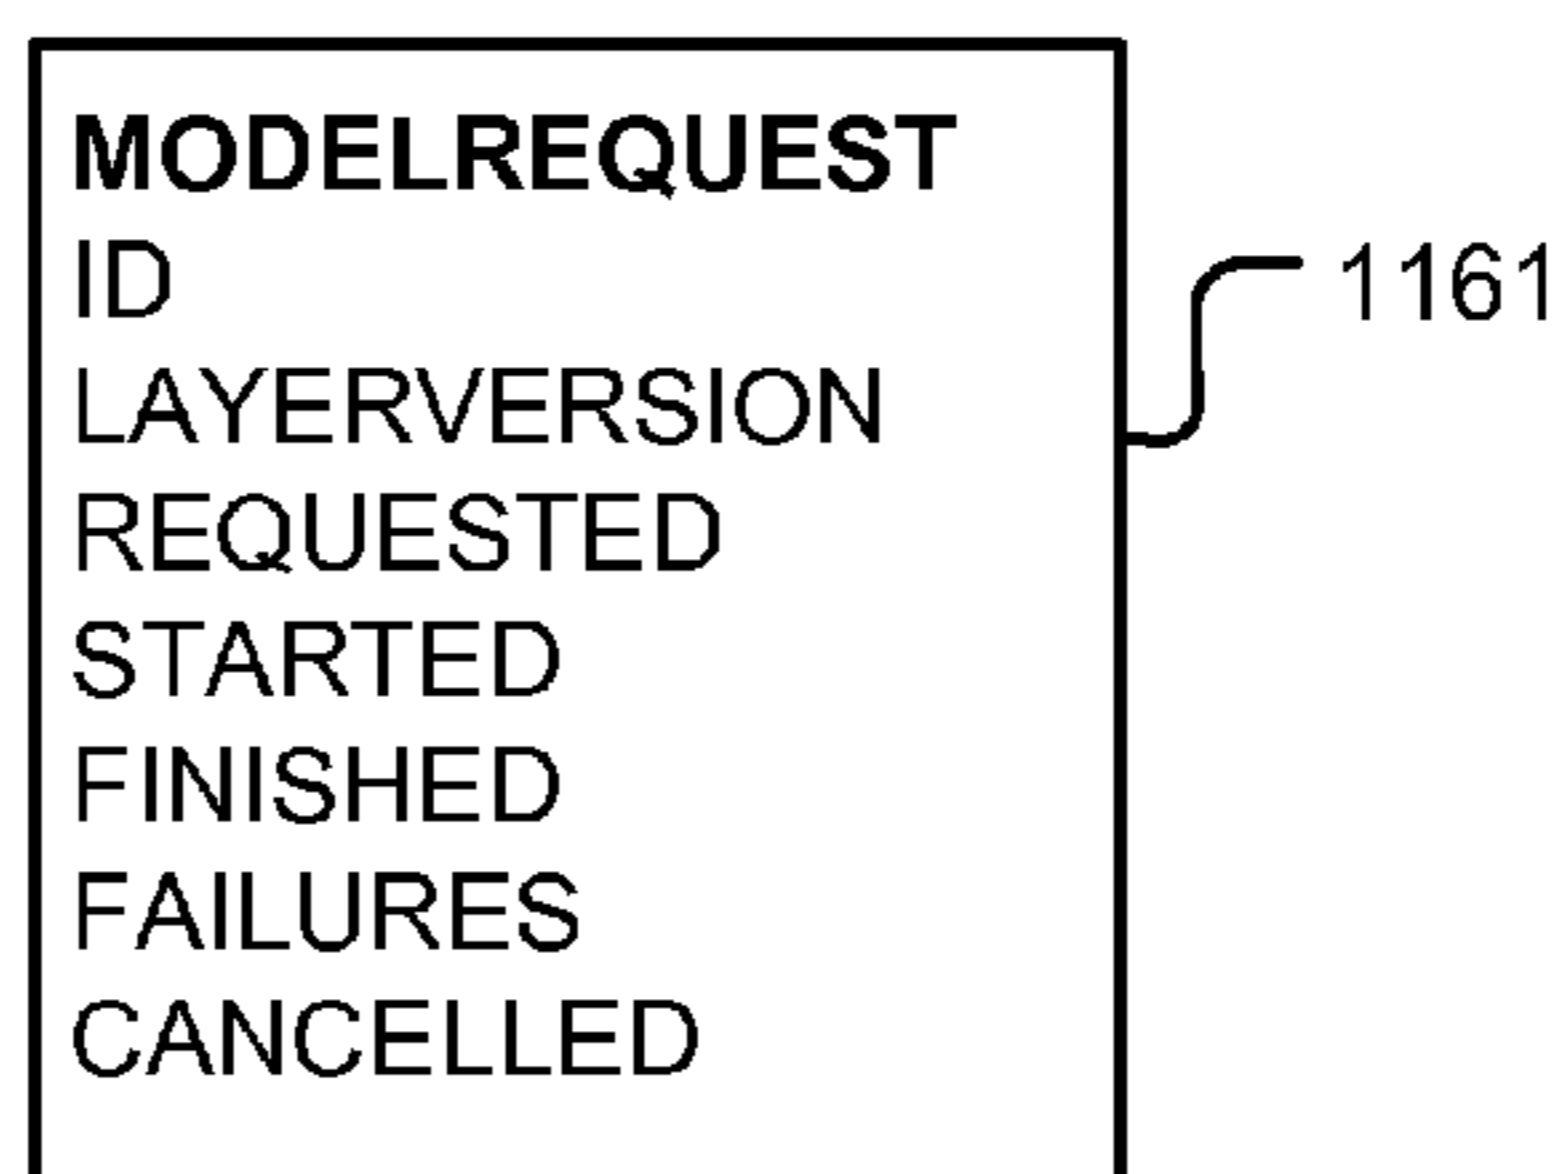 MODELREQUEST
ID
LAYERVERSION
REQUESTED
STARTED
FINISHED
FAILURES
CANCELLED
1161